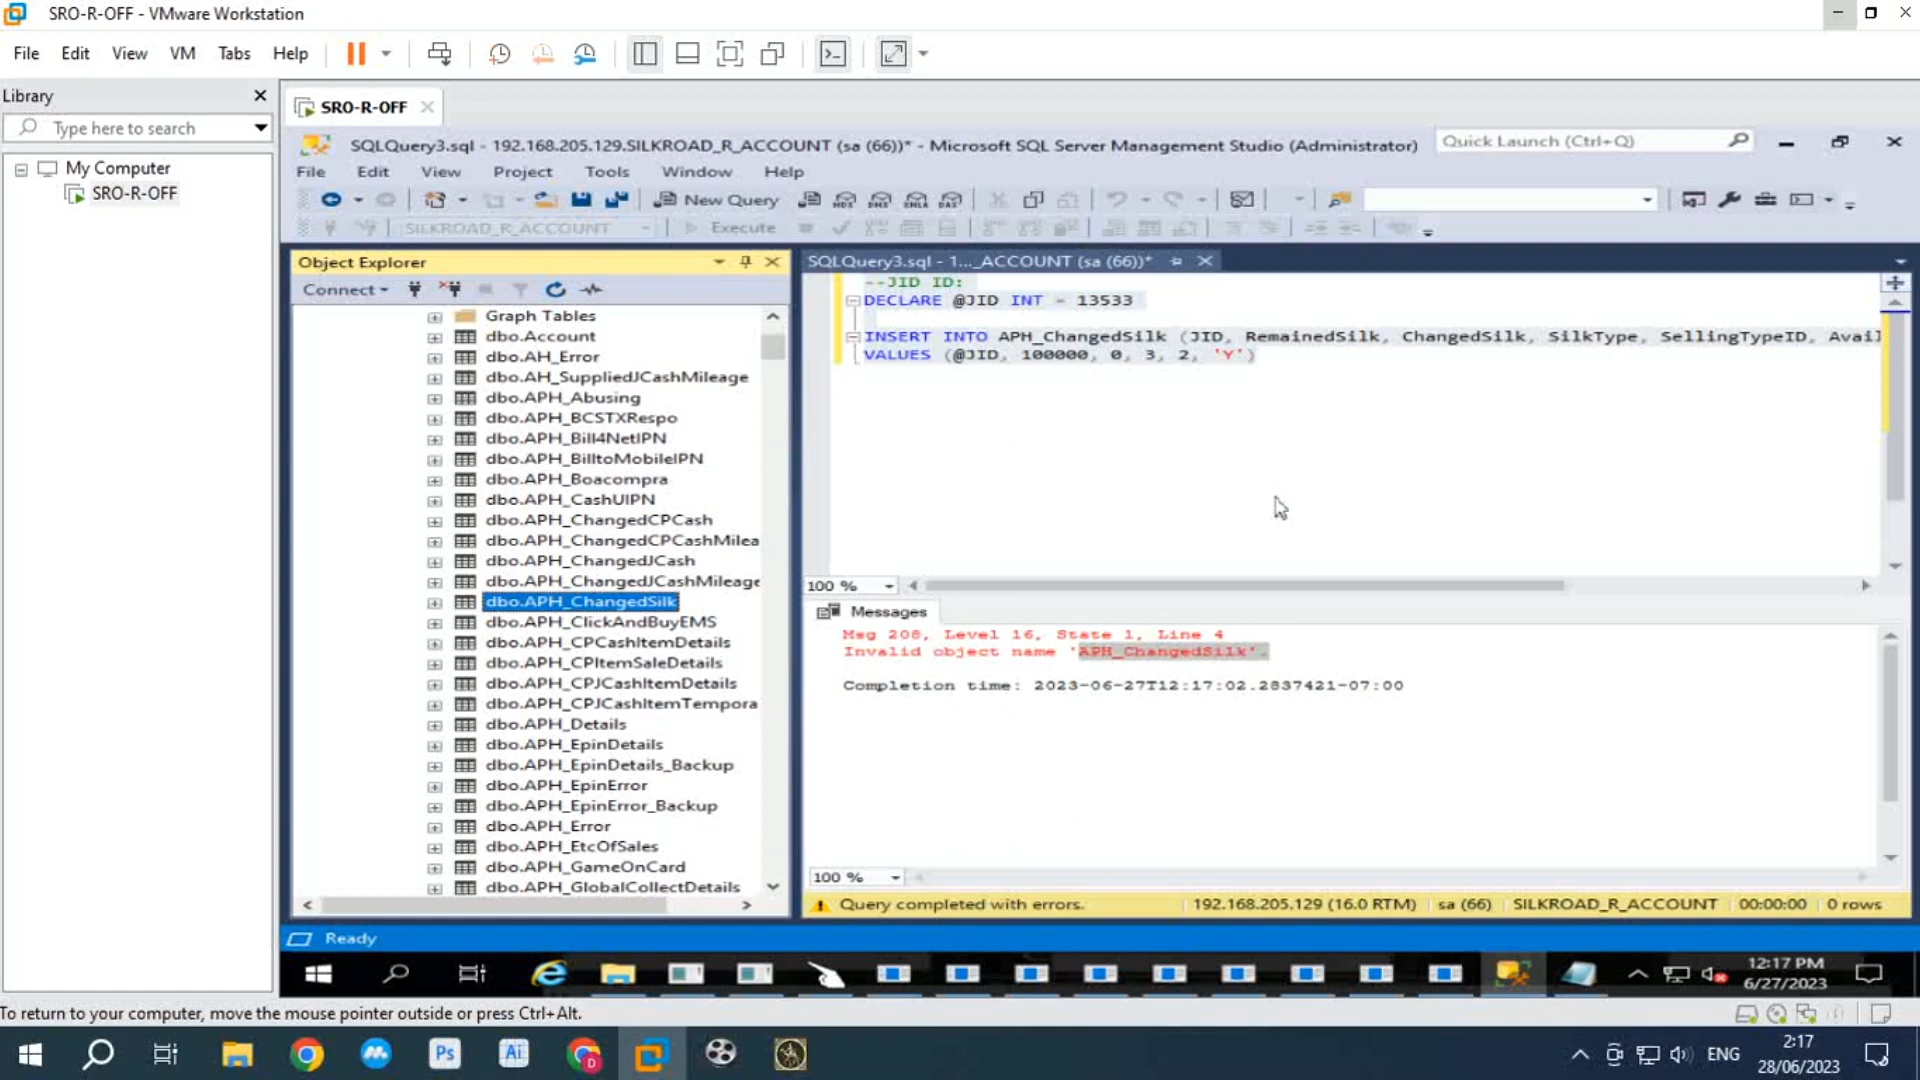 SRO-R-OFF - VMware Workstation
File Edit View VM Tabs Help
Library
Type here to search
My Computer
SRO-R-OFF
SRO-R-OFF
SQLQuery3.sql - 192.168.205.129.SILKROAD_R_ACCOUNT (sa (66))* - Microsoft SQL Server Management Studio (Administrator)
Quick Launch (Ctrl+Q)
File Edit View Project Tools Window Help
New Query
SILKROAD_R_ACCOUNT
Execute
Object Explorer
Connect
Graph Tables
dbo.Account
dbo.AH_Error
dbo.AH_SuppliedJCashMileage
dbo.APH_Abusing
dbo.APH_BCSTXRespo
dbo.APH_Bill4NetIPN
dbo.APH_BilltoMobileIPN
dbo.APH_Boacompra
dbo.APH_CashUIPN
dbo.APH_ChangedCPCash
dbo.APH_ChangedCPCashMilea
dbo.APH_ChangedJCash
dbo.APH_ChangedJCashMileage
dbo.APH_ChangedSilk
dbo.APH_ClickAndBuyEMS
dbo.APH_CPCashItemDetails
dbo.APH_CPItemSaleDetails
dbo.APH_CPJCashItemDetails
dbo.APH_CPJCashItemTempora
dbo.APH_Details
dbo.APH_EpinDetails
dbo.APH_EpinDetails_Backup
dbo.APH_EpinError
dbo.APH_EpinError_Backup
dbo.APH_Error
dbo.APH_EtcOfSales
dbo.APH_GameOnCard
dbo.APH_GlobalCollectDetails
SQLQuery3.sql - 1..._ACCOUNT (sa (66))*
--JID ID:
DECLARE @JID INT = 13533
INSERT INTO APH_ChangedSilk (JID, RemainedSilk, ChangedSilk, SilkType, SellingTypeID, Avail
VALUES (@JID, 100000, 0, 3, 2, 'Y')
100 %
Messages
Msg 208, Level 16, State 1, Line 4
Invalid object name 'APH_ChangedSilk'.
Completion time: 2023-06-27T12:17:02.2837421-07:00
100 %
Query completed with errors.
192.168.205.129 (16.0 RTM) sa (66) SILKROAD_R_ACCOUNT 00:00:00 0 rows
Ready
12:17 PM
6/27/2023
To return to your computer, move the mouse pointer outside or press Ctrl+Alt.
Ps
Ai
D
ENG
2:17
28/06/2023